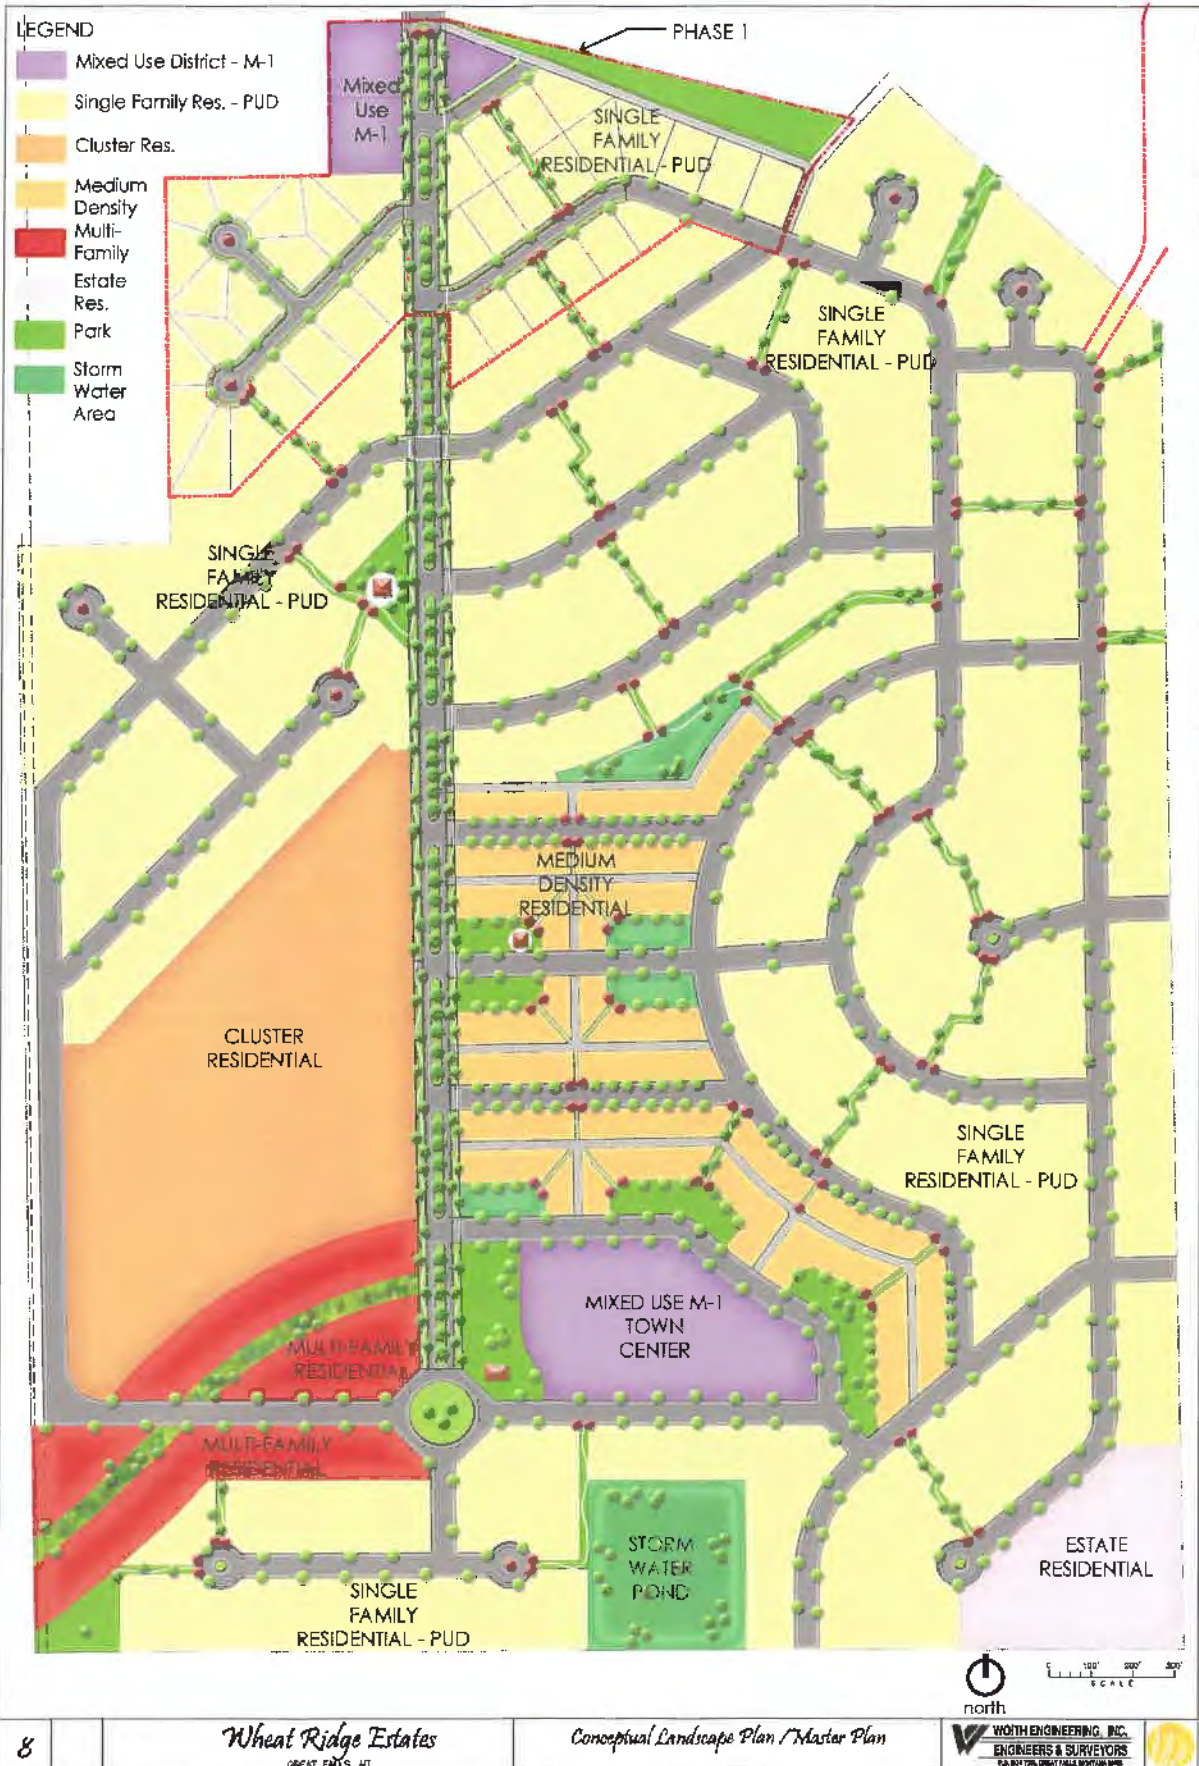 LEGEND
Mixed Use District - M-1
Single Family Res. - PUD
Cluster Res.
Medium
Density
Multi-
Family
Estate
Res.
Park
Storm
Water
Area
PHASE 1
Mixed
Use
M-1
SINGLE
FAMILY
RESIDENTIAL - PUD
SINGLE
FAMILY
RESIDENTIAL - PUD
SINGLE
FAMILY
RESIDENTIAL - PUD
MEDIUM
DENSITY
RESIDENTIAL
CLUSTER
RESIDENTIAL
SINGLE
FAMILY
RESIDENTIAL - PUD
MIXED USE M-1
TOWN
CENTER
MULTI-FAMILY
RESIDENTIAL
MULTI-FAMILY
RESIDENTIAL
STORM
WATER
POND
ESTATE
RESIDENTIAL
SINGLE
FAMILY
RESIDENTIAL - PUD
north
SCALE
8
Wheat Ridge Estates
GREAT FALLS, MT
Conceptual Landscape Plan / Master Plan
WOITH ENGINEERING, INC.
ENGINEERS & SURVEYORS